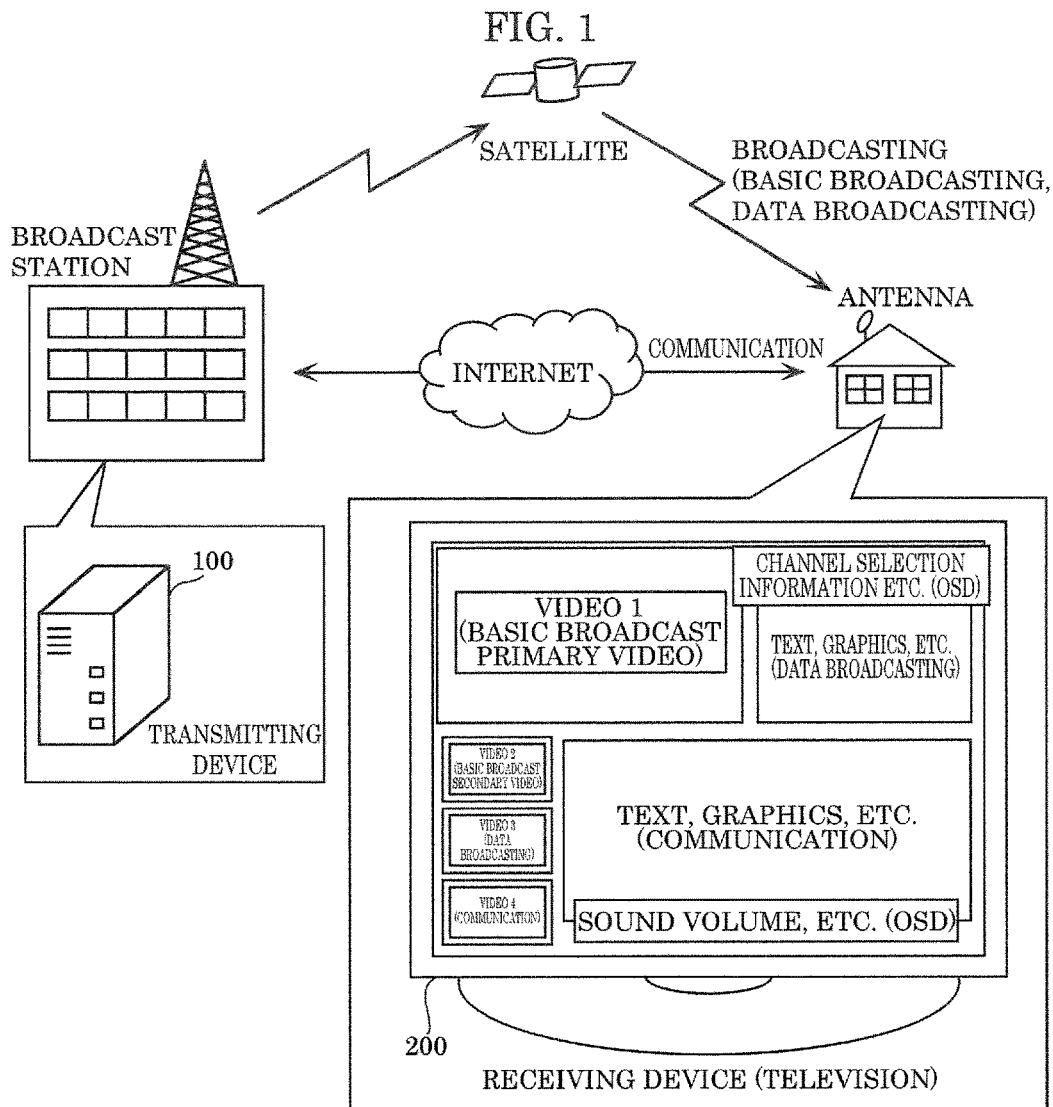 FIG. 1
SATELLITE
BROADCASTING
(BASIC BROADCASTING,
DATA BROADCASTING)
BROADCAST
STATION
ANTENNA
INTERNET
COMMUNICATION
100
TRANSMITTING
DEVICE
CHANNEL SELECTION
INFORMATION ETC. (OSD)
VIDEO 1
(BASIC BROADCAST
PRIMARY VIDEO)
TEXT, GRAPHICS, ETC.
(DATA BROADCASTING)
VIDEO 2
(BASIC BROADCAST
SECONDARY VIDEO)
VIDEO 3
(DATA
BROADCASTING)
VIDEO 4
(COMMUNICATION)
TEXT, GRAPHICS, ETC.
(COMMUNICATION)
SOUND VOLUME, ETC. (OSD)
200
RECEIVING DEVICE (TELEVISION)